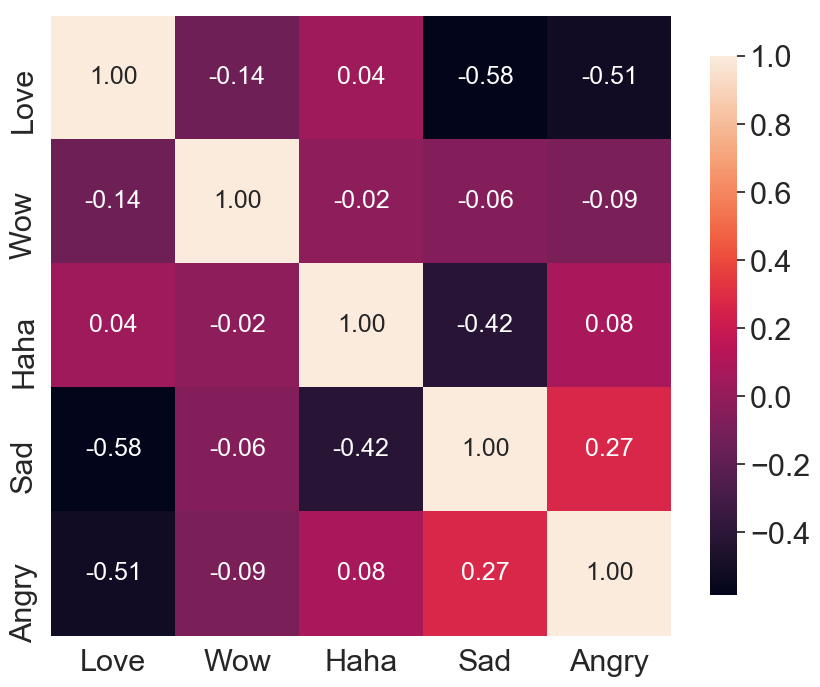 Love 1.00 -0.14 0.04 -0.58 -0.51
Wow -0.14 1.00 -0.02 -0.06 -0.09
Haha 0.04 -0.02 1.00 -0.42 0.08
Sad -0.58 -0.06 -0.42 1.00 0.27
Angry -0.51 -0.09 0.08 0.27 1.00
Love Wow Haha Sad Angry
1.0
0.8
0.6
0.4
0.2
0.0
−0.2
−0.4